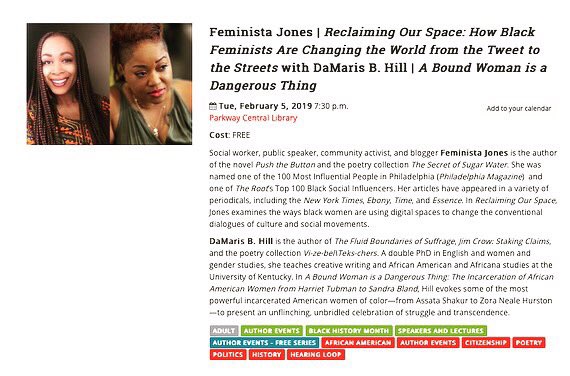 Feminista Jones | Reclaiming Our Space: How Black
Feminists Are Changing the World from the Tweet to
the Streets with DaMaris B. Hill | A Bound Woman is a
Dangerous Thing
Tue, February 5, 2019 7:30 p.m.
Add to your calendar
Parkway Central Library
Cost: FREE
Social worker, public speaker, community activist, and blogger Feminista Jones is the author
of the novel Push the Button and the poetry collection The Secret of Sugar Water. She was
named one of the 100 Most Influential People in Philadelphia (Philadelphia Magazine) and
one of The Root's Top 100 Black Social Influencers. Her articles have appeared in a variety of
periodicals, including the New York Times, Ebony, Time, and Essence. In Reclaiming Our Space,
Jones examines the ways black women are using digital spaces to change the conventional
dialogues of culture and social movements.
DaMaris B. Hill is the author of The Fluid Boundaries of Suffrage, Jim Crow: Staking Claims,
and the poetry collection Vi-ze-bel\Teks-chers. A double PhD in English and women and
gender studies, she teaches creative writing and African American and Africana studies at the
University of Kentucky. In A Bound Woman is a Dangerous Thing: The Incarceration of African
American Women from Harriet Tubman to Sandra Bland, Hill evokes some of the most
powerful incarcerated American women of color—from Assata Shakur to Zora Neale Hurston
—to present an unflinching, unbridled celebration of struggle and transcendence.
ADULT AUTHOR EVENTS BLACK HISTORY MONTH SPEAKERS AND LECTURES
AUTHOR EVENTS - FREE SERIES AFRICAN AMERICAN AUTHOR EVENTS CITIZENSHIP POETRY
POLITICS HISTORY HEARING LOOP